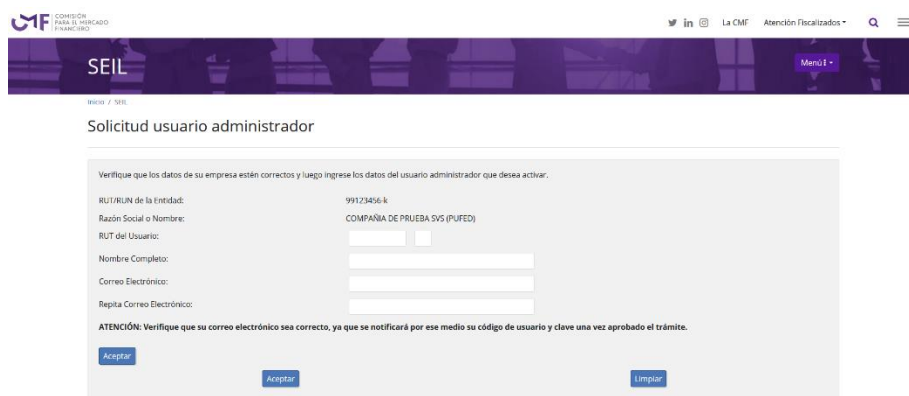 CMF
COMISIÓN
PARA EL MERCADO
FINANCIERO
La CMF Atención Fiscalizados
SEIL
Menú
Inicio / SEIL
Solicitud usuario administrador
Verifique que los datos de su empresa estén correctos y luego ingrese los datos del usuario administrador que desea activar.
RUT/RUN de la Entidad: 99123456-k
Razón Social o Nombre: COMPAÑIA DE PRUEBA SVS (PUFED)
RUT del Usuario:
Nombre Completo:
Correo Electrónico:
Repita Correo Electrónico:
ATENCIÓN: Verifique que su correo electrónico sea correcto, ya que se notificará por ese medio su código de usuario y clave una vez aprobado el trámite.
Aceptar
Aceptar Limpiar